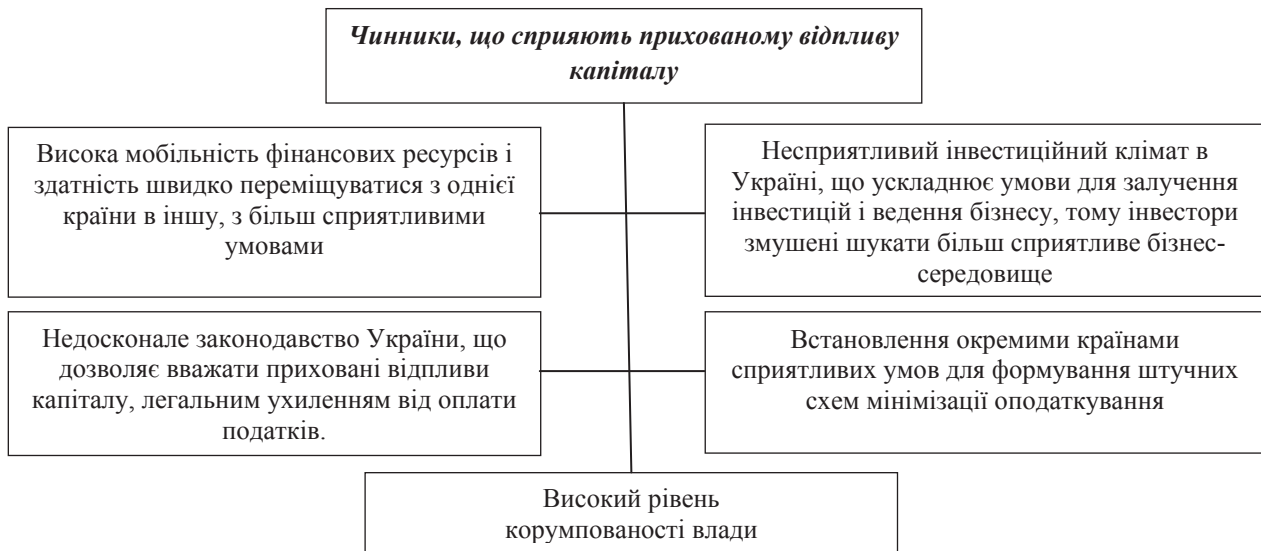 Чинники, що сприяють прихованому відпливу
капіталу
Висока мобільність фінансових ресурсів і
здатність швидко переміщуватися з однієї
країни в іншу, з більш сприятливими
умовами
Несприятливий інвестиційний клімат в
Україні, що ускладнює умови для залучення
інвестицій і ведення бізнесу, тому інвестори
змушені шукати більш сприятливе бізнес-
середовище
Недосконале законодавство України, що
дозволяє вважати приховані відпливи
капіталу, легальним ухиленням від оплати
податків.
Встановлення окремими країнами
сприятливих умов для формування штучних
схем мінімізації оподаткування
Високий рівень
корумпованості влади